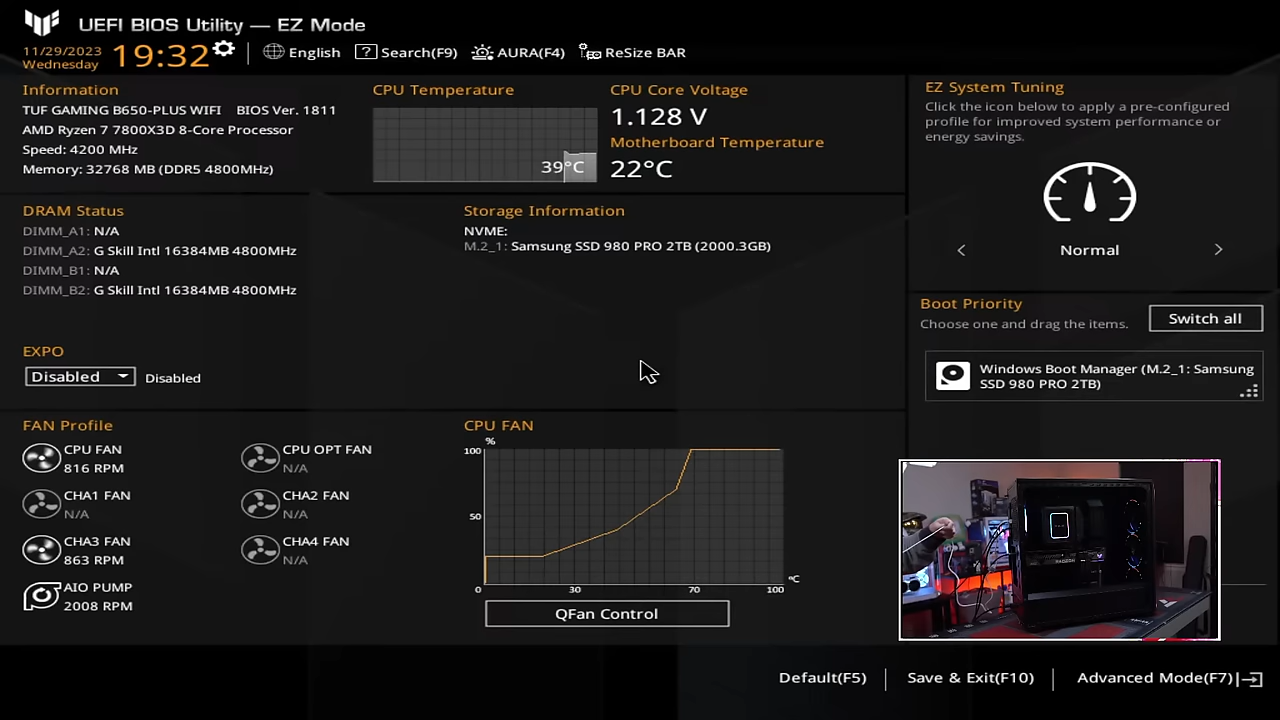 UEFI BIOS Utility — EZ Mode
11/29/2023
Wednesday
19:32
English
? Search(F9)
AURA(F4)
ReSize BAR
Information
TUF GAMING B650-PLUS WIFI BIOS Ver. 1811
AMD Ryzen 7 7800X3D 8-Core Processor
Speed: 4200 MHz
Memory: 32768 MB (DDR5 4800MHz)
CPU Temperature
39°C
CPU Core Voltage
1.128 V
Motherboard Temperature
22°C
EZ System Tuning
Click the icon below to apply a pre-configured
profile for improved system performance or
energy savings.
Normal
DRAM Status
DIMM_A1: N/A
DIMM_A2: G Skill Intl 16384MB 4800MHz
DIMM_B1: N/A
DIMM_B2: G Skill Intl 16384MB 4800MHz
Storage Information
NVME:
M.2_1: Samsung SSD 980 PRO 2TB (2000.3GB)
EXPO
Disabled Disabled
Boot Priority
Choose one and drag the items.
Switch all
Windows Boot Manager (M.2_1: Samsung
SSD 980 PRO 2TB)
FAN Profile
CPU FAN
816 RPM
CPU OPT FAN
N/A
CHA1 FAN
N/A
CHA2 FAN
N/A
CHA3 FAN
863 RPM
CHA4 FAN
N/A
AIO PUMP
2008 RPM
CPU FAN
%
100
50
0 30 70 100
°C
QFan Control
Default(F5)
Save & Exit(F10)
Advanced Mode(F7)